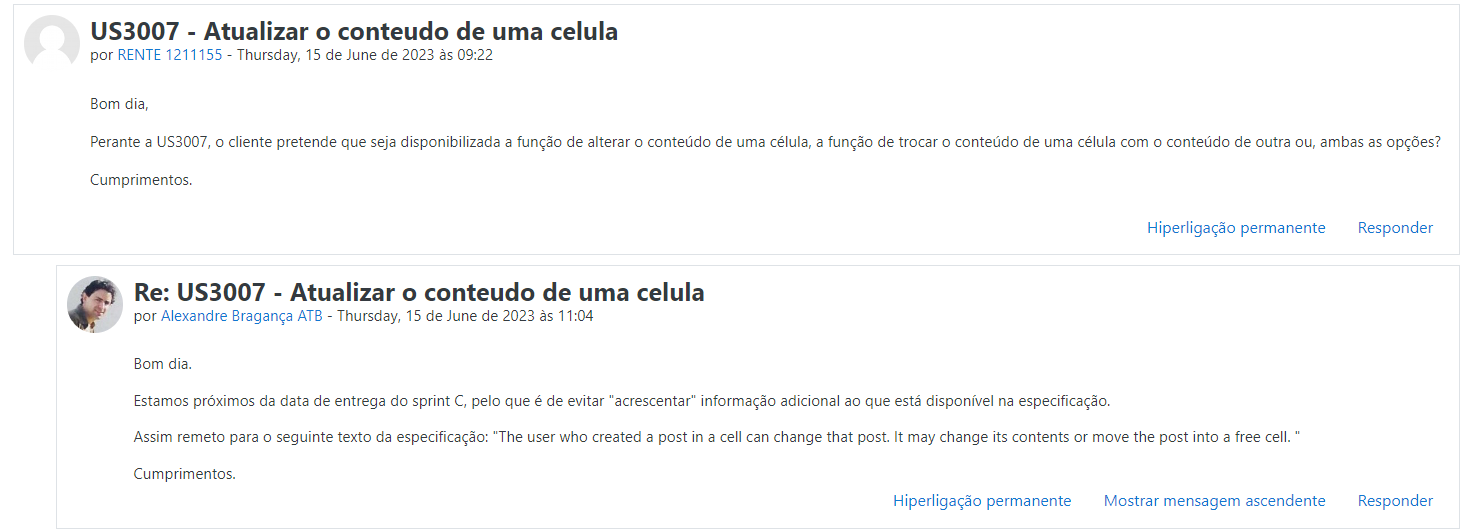 US3007 - Atualizar o conteudo de uma celula
por RENTE 1211155 - Thursday, 15 de June de 2023 às 09:22
Bom dia,
Perante a US3007, o cliente pretende que seja disponibilizada a função de alterar o conteúdo de uma célula, a função de trocar o conteúdo de uma célula com o conteúdo de outra ou, ambas as opções?
Cumprimentos.
Hiperligação permanente Responder
Re: US3007 - Atualizar o conteudo de uma celula
por Alexandre Bragança ATB - Thursday, 15 de June de 2023 às 11:04
Bom dia.
Estamos próximos da data de entrega do sprint C, pelo que é de evitar "acrescentar" informação adicional ao que está disponível na especificação.
Assim remeto para o seguinte texto da especificação: "The user who created a post in a cell can change that post. It may change its contents or move the post into a free cell. "
Cumprimentos.
Hiperligação permanente Mostrar mensagem ascendente Responder